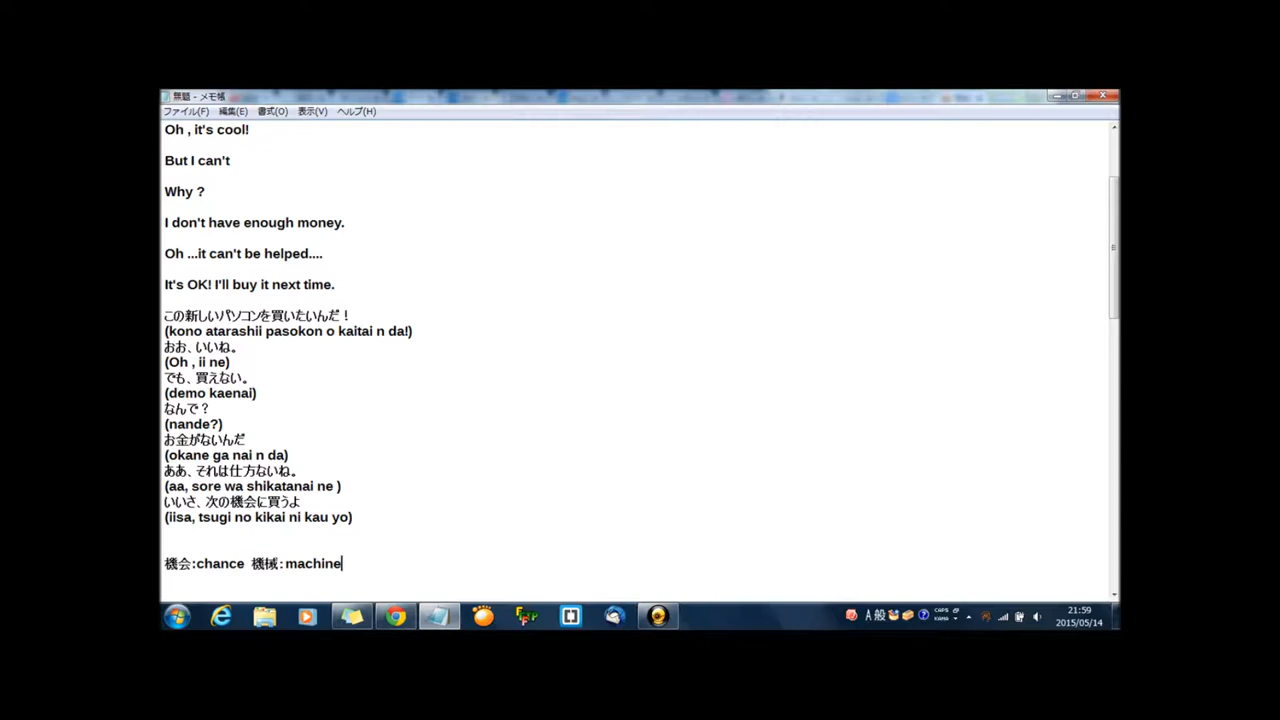 無題 - メモ帳
ファイル(F) 編集(E) 書式(O) 表示(V) ヘルプ(H)
Oh , it's cool!
But I can't
Why ?
I don't have enough money.
Oh ...it can't be helped....
It's OK! I'll buy it next time.
この新しいパソコンを買いたいんだ！
(kono atarashii pasokon o kaitai n da!)
おお、いいね。
(Oh , ii ne)
でも、買えない。
(demo kaenai)
なんで？
(nande?)
お金がないんだ
(okane ga nai n da)
ああ、それは仕方ないね。
(aa, sore wa shikatanai ne )
いいさ、次の機会に買うよ
(iisa, tsugi no kikai ni kau yo)
機会:chance 機械:machine
A 般 CAPS KANA
21:59
2015/05/14